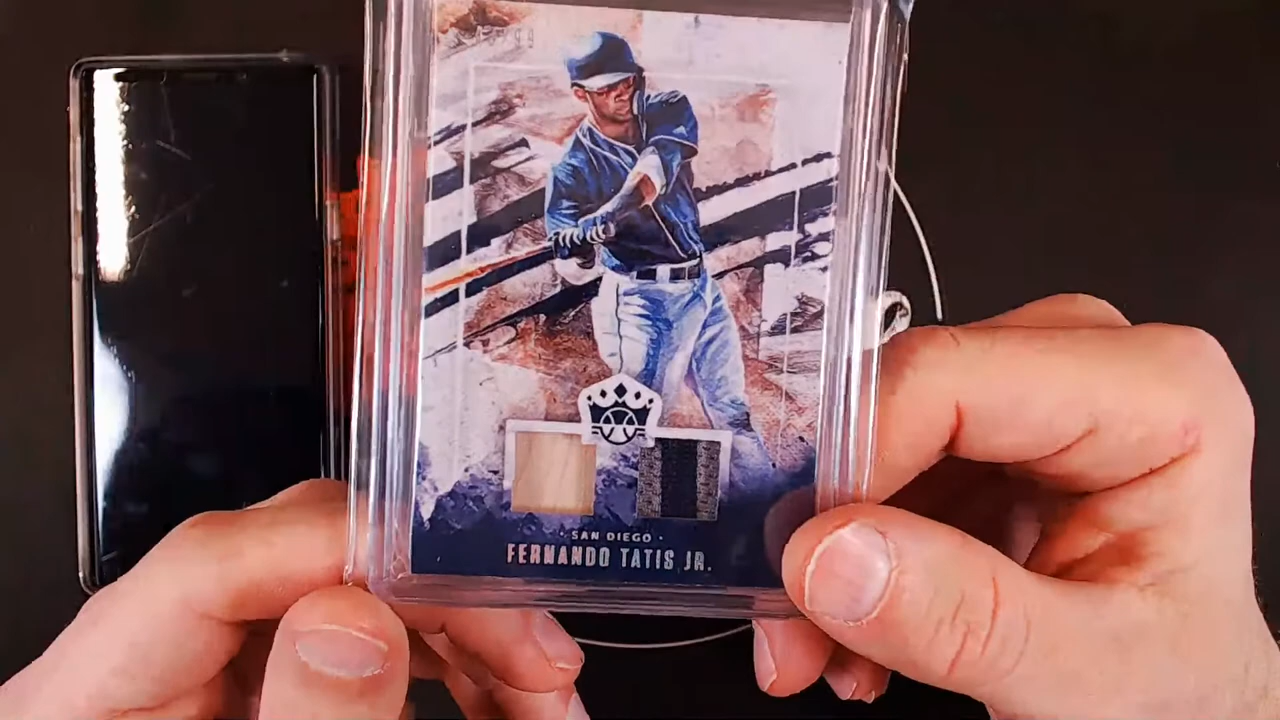 · SAN DIEGO ·
FERNANDO TATIS JR.